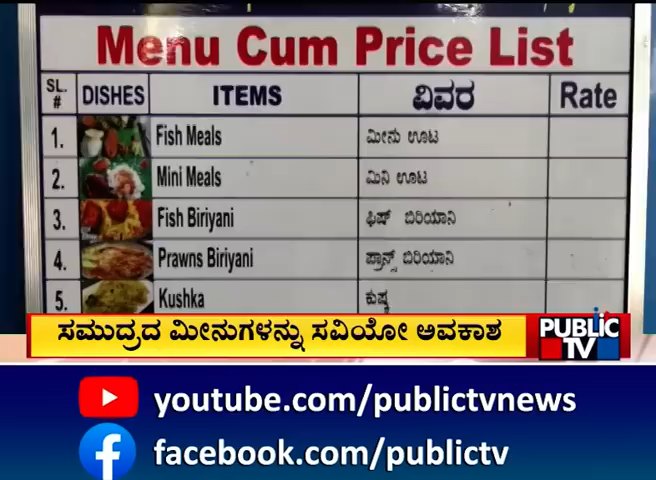 Menu Cum Price List
SL. # DISHES ITEMS ವಿವರ Rate
1. Fish Meals ಮೀನು ಊಟ
2. Mini Meals ಮಿನಿ ಊಟ
3. Fish Biriyani ಫಿಷ್ ಬಿರಿಯಾನಿ
4. Prawns Biriyani ಪ್ರಾನ್ಸ್ ಬಿರಿಯಾನಿ
5. Kushka ಕುಷ್ಕ
ಸಮುದ್ರದ ಮೀನುಗಳನ್ನು ಸವಿಯೋ ಅವಕಾಶ
PUBLiC
TV
youtube.com/publictvnews
facebook.com/publictv